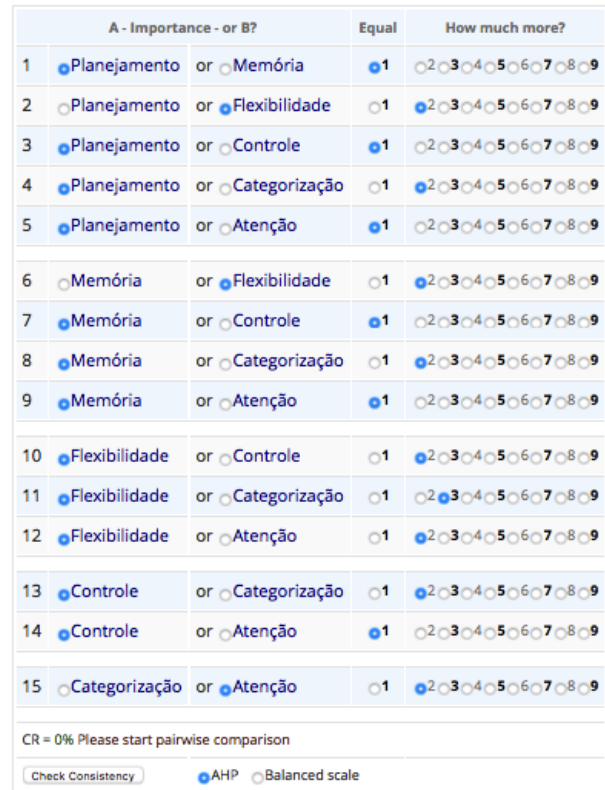 A - Importance - or B? Equal How much more?
1 Planejamento or Memória 1 2 3 4 5 6 7 8 9
2 Planejamento or Flexibilidade 1 2 3 4 5 6 7 8 9
3 Planejamento or Controle 1 2 3 4 5 6 7 8 9
4 Planejamento or Categorização 1 2 3 4 5 6 7 8 9
5 Planejamento or Atenção 1 2 3 4 5 6 7 8 9
6 Memória or Flexibilidade 1 2 3 4 5 6 7 8 9
7 Memória or Controle 1 2 3 4 5 6 7 8 9
8 Memória or Categorização 1 2 3 4 5 6 7 8 9
9 Memória or Atenção 1 2 3 4 5 6 7 8 9
10 Flexibilidade or Controle 1 2 3 4 5 6 7 8 9
11 Flexibilidade or Categorização 1 2 3 4 5 6 7 8 9
12 Flexibilidade or Atenção 1 2 3 4 5 6 7 8 9
13 Controle or Categorização 1 2 3 4 5 6 7 8 9
14 Controle or Atenção 1 2 3 4 5 6 7 8 9
15 Categorização or Atenção 1 2 3 4 5 6 7 8 9
CR = 0% Please start pairwise comparison
Check Consistency AHP Balanced scale